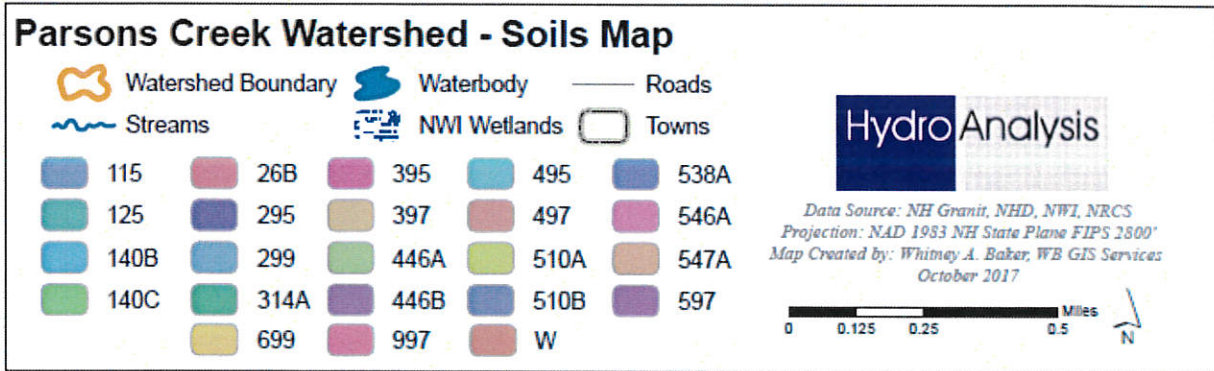 Parsons Creek Watershed - Soils Map
Watershed Boundary Waterbody Roads
Streams NWI Wetlands Towns
115 26B 395 495 538A
125 295 397 497 546A
140B 299 446A 510A 547A
140C 314A 446B 510B 597
699 997 W
HydroAnalysis
Data Source: NH Granit, NHD, NWI, NRCS
Projection: NAD 1983 NH State Plane FIPS 2800'
Map Created by: Whitney A. Baker, WB GIS Services
October 2017
Miles
0 0.125 0.25 0.5
N